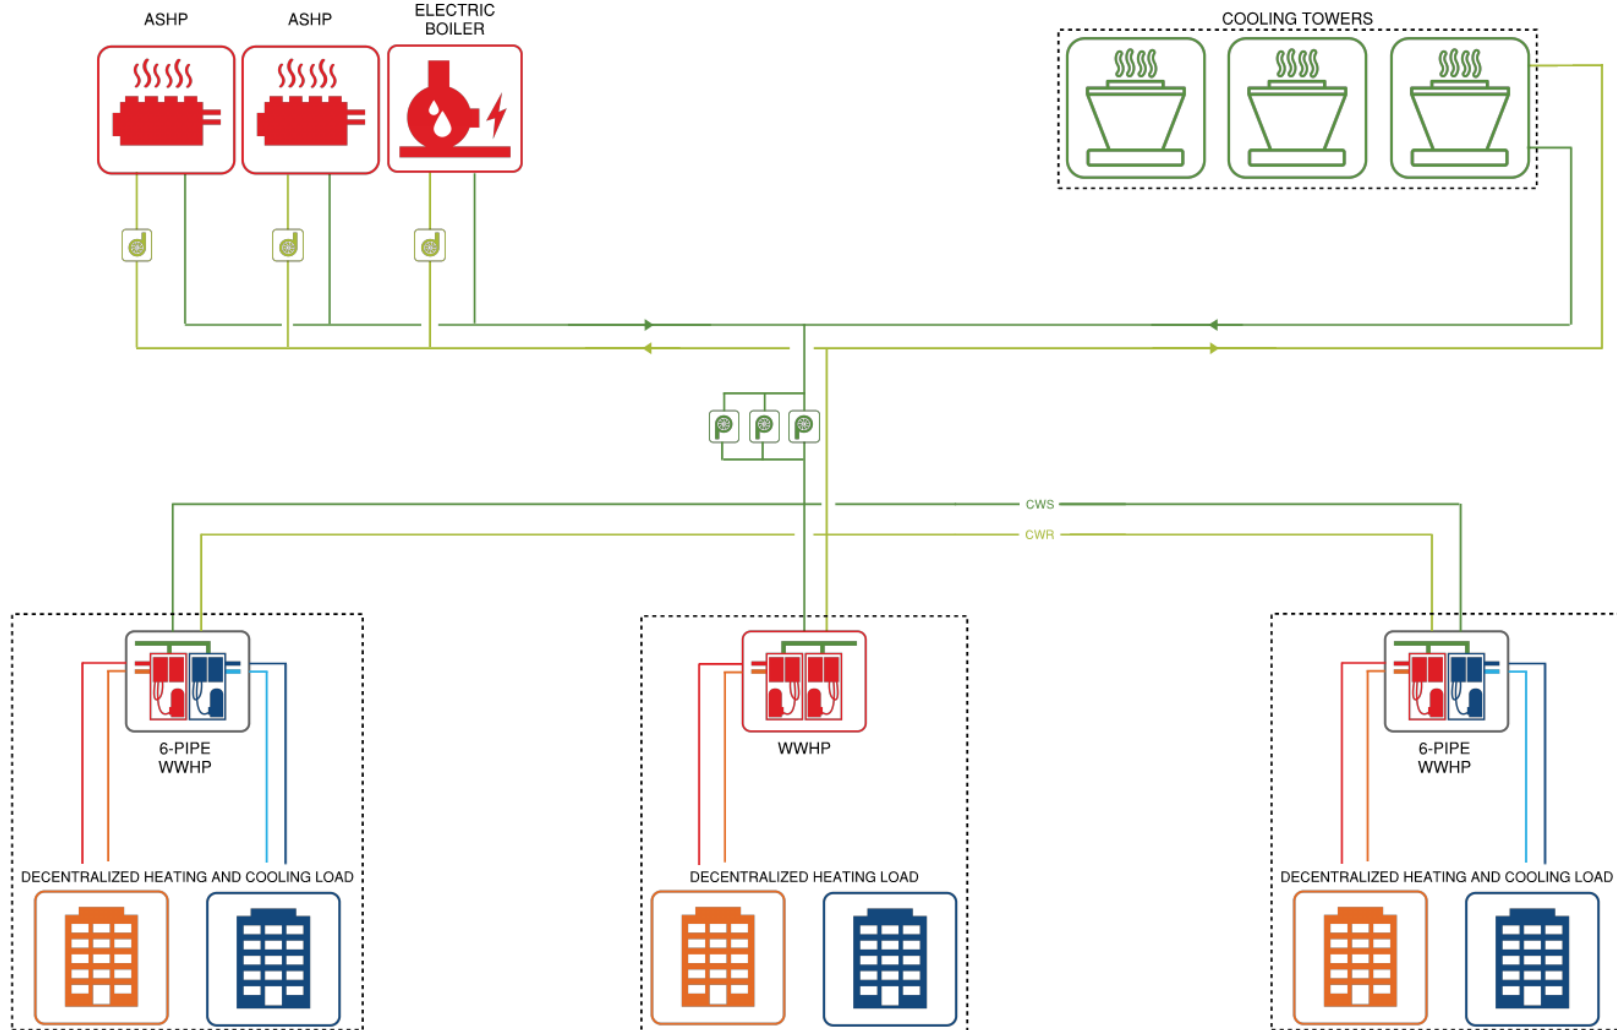 ASHP
ASHP
ELECTRIC
BOILER
COOLING TOWERS
CWS
CWR
6-PIPE
WWHP
WWHP
6-PIPE
WWHP
DECENTRALIZED HEATING AND COOLING LOAD
DECENTRALIZED HEATING LOAD
DECENTRALIZED HEATING AND COOLING LOAD